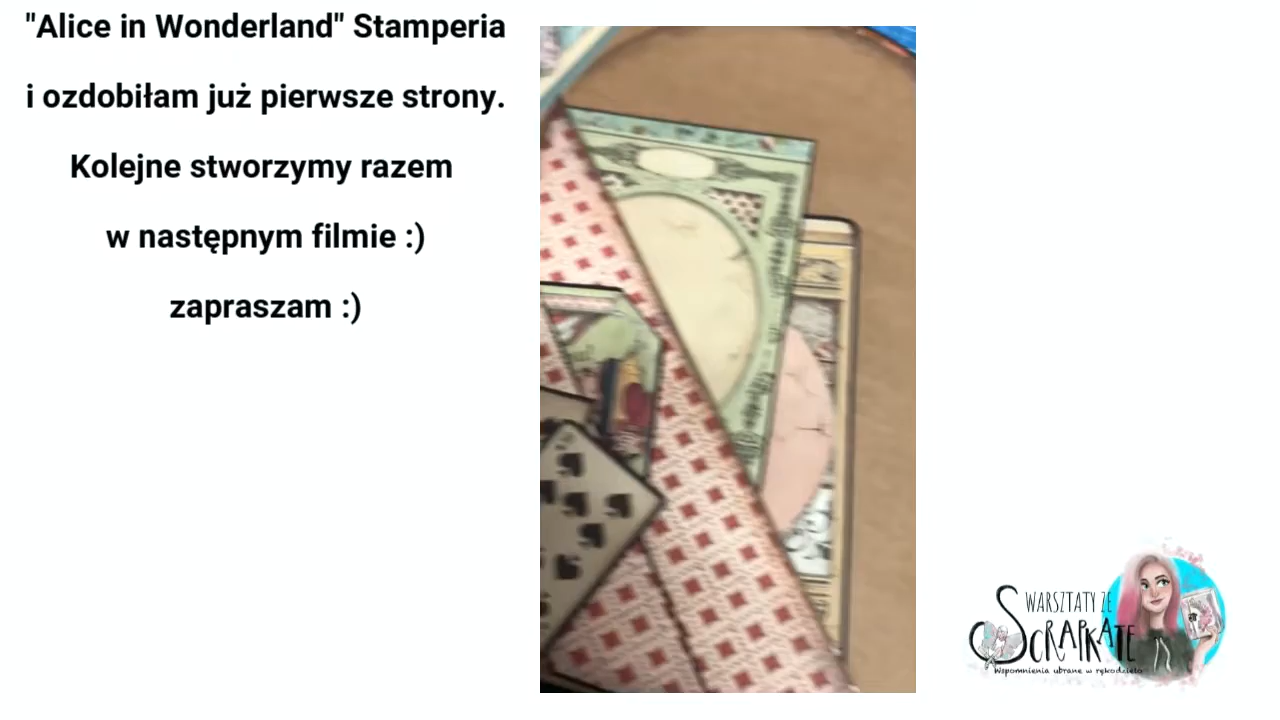 "Alice in Wonderland" Stamperia
i ozdobiłam już pierwsze strony.
Kolejne stworzymy razem
w następnym filmie :)
zapraszam :)
WARSZTATY ZE
SCRAPKATE
Wspomnienia ubrane w rękodzieło